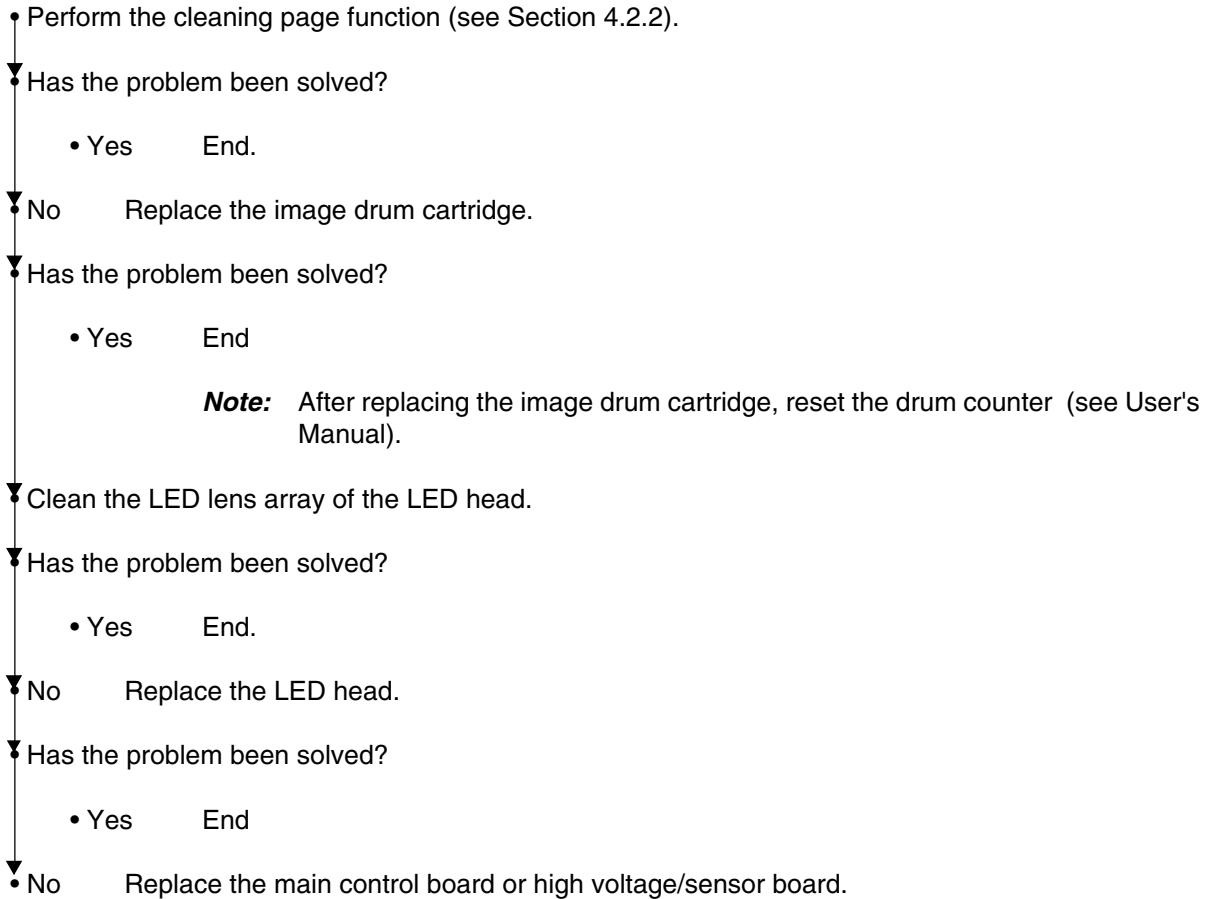 • Perform the cleaning page function (see Section 4.2.2).
• Has the problem been solved?
• Yes End.
• No Replace the image drum cartridge.
• Has the problem been solved?
• Yes End
Note: After replacing the image drum cartridge, reset the drum counter (see User's
Manual).
• Clean the LED lens array of the LED head.
• Has the problem been solved?
• Yes End.
• No Replace the LED head.
• Has the problem been solved?
• Yes End
• No Replace the main control board or high voltage/sensor board.